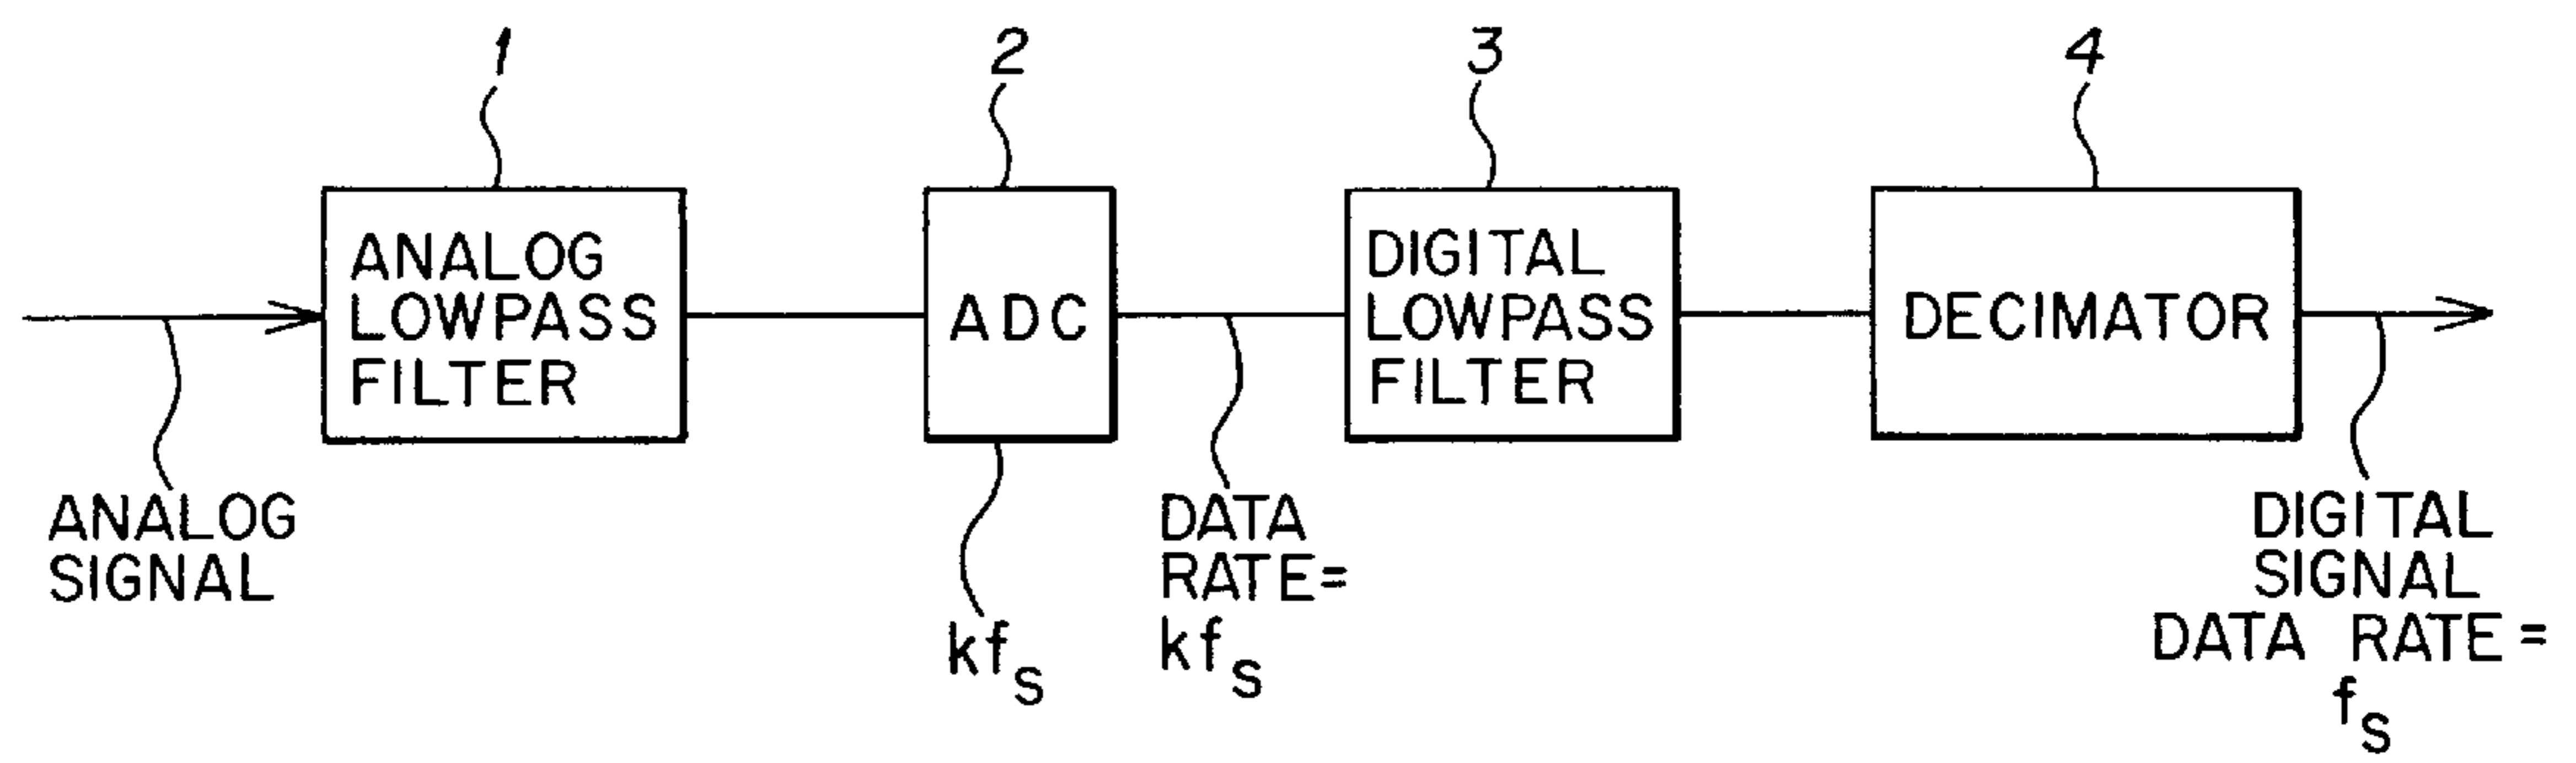 1
2
3
4
ANALOG
LOWPASS
FILTER
ADC
DIGITAL
LOWPASS
FILTER
DECIMATOR
ANALOG
SIGNAL
kfs
DATA
RATE=
kfs
DIGITAL
SIGNAL
DATA RATE=
fs